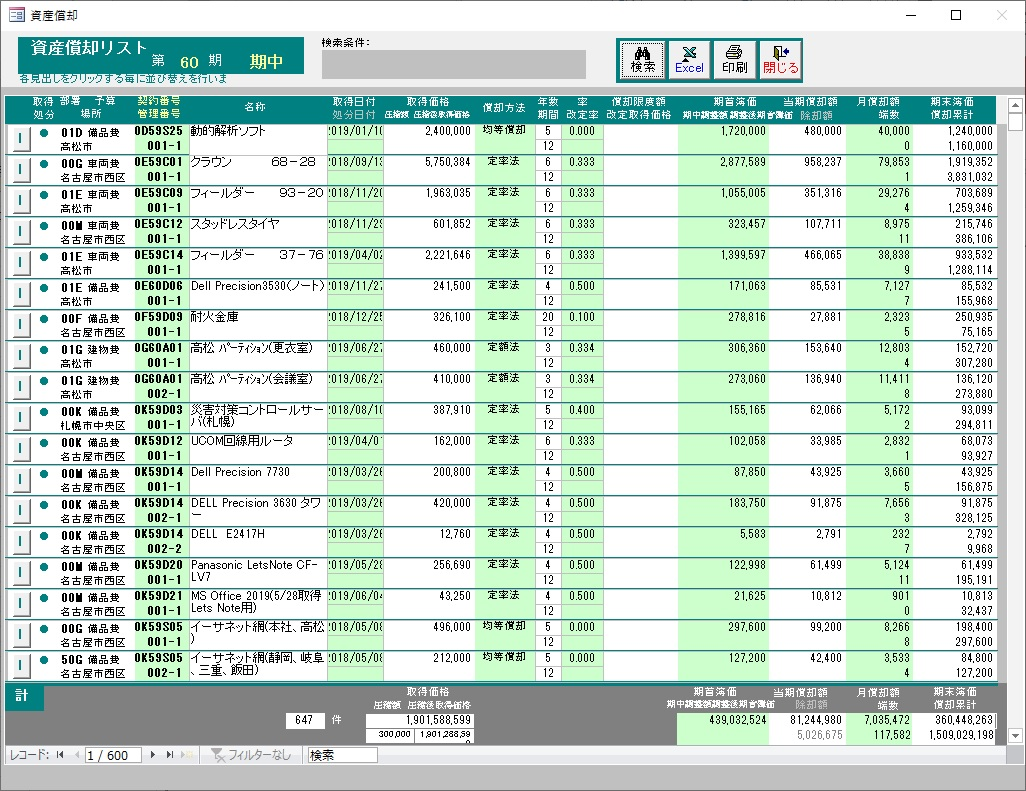 資産償却
資産償却リスト 第 60 期 期中
各見出しをクリックする毎に並び替えを行いま
検索条件:
検索 Excel 印刷 閉じる
取得 部署 予算 契約番号 名称 取得日付 取得価格 償却方法 年数 率 償却限度額 期首簿価 当期償却額 月償却額 期末簿価
処分 場所 管理番号 処分日付 圧縮額 圧縮後取得価格 期間 改定率 改定取得価格 期中調整額 調整後期首簿価 除却額 端数 償却累計
I ● 01D 備品費 0D59S25 動的解析ソフト 2019/01/10 2,400,000 均等償却 5 0.000 1,720,000 480,000 40,000 1,240,000
高松市 001-1 12 0 1,160,000
I ● 00G 車両費 0E59C01 クラウン 68-28 2018/09/13 5,750,384 定率法 6 0.333 2,877,589 958,237 79,853 1,919,352
名古屋市西区 001-1 12 1 3,831,032
I ● 01E 車両費 0E59C09 フィールダー 93-20 2018/11/20 1,963,035 定率法 6 0.333 1,055,005 351,316 29,276 703,689
高松市 001-1 12 4 1,259,346
I ● 00M 車両費 0E59C12 スタッドレスタイヤ 2018/11/29 601,852 定率法 6 0.333 323,457 107,711 8,975 215,746
名古屋市西区 001-1 12 11 386,106
I ● 01E 車両費 0E59C14 フィールダー 37-76 2019/04/02 2,221,646 定率法 6 0.333 1,399,597 466,065 38,838 933,532
高松市 001-1 12 9 1,288,114
I ● 01E 備品費 0E60D06 Dell Precision3530(ノート) 2019/11/27 241,500 定率法 4 0.500 171,063 85,531 7,127 85,532
高松市 001-1 12 7 155,968
I ● 00F 備品費 0F59D09 耐火金庫 2018/12/25 326,100 定率法 20 0.100 278,816 27,881 2,323 250,935
名古屋市西区 001-1 12 5 75,165
I ● 01G 建物費 0G60A01 高松 パーティション(更衣室) 2019/06/27 460,000 定額法 3 0.334 306,360 153,640 12,803 152,720
高松市 001-1 12 4 307,280
I ● 01G 建物費 0G60A01 高松 パーティション(会議室) 2019/06/27 410,000 定額法 3 0.334 273,060 136,940 11,411 136,120
高松市 002-1 12 8 273,880
I ● 00K 備品費 0K59D03 災害対策コントロールサー 2018/08/10 387,910 定率法 5 0.400 155,165 62,066 5,172 93,099
札幌市中央区 001-1 バ(札幌) 12 2 294,811
I ● 00K 備品費 0K59D12 UCOM回線用ルータ 2019/04/01 162,000 定率法 6 0.333 102,058 33,985 2,832 68,073
名古屋市西区 001-1 12 1 93,927
I ● 00M 備品費 0K59D14 Dell Precision 7730 2019/03/26 200,800 定率法 4 0.500 87,850 43,925 3,660 43,925
名古屋市西区 001-1 12 5 156,875
I ● 00K 備品費 0K59D14 DELL Precision 3630 タワ 2019/03/26 420,000 定率法 4 0.500 183,750 91,875 7,656 91,875
名古屋市西区 002-1 ー 12 3 328,125
I ● 00K 備品費 0K59D14 DELL E2417H 2019/03/26 12,760 定率法 4 0.500 5,583 2,791 232 2,792
名古屋市西区 002-2 12 7 9,968
I ● 00M 備品費 0K59D20 Panasonic LetsNote CF- 2019/05/28 256,690 定率法 4 0.500 122,998 61,499 5,124 61,499
名古屋市西区 001-1 LV7 12 11 195,191
I ● 00M 備品費 0K59D21 MS Office 2019(5/28取得 2019/06/04 43,250 定率法 4 0.500 21,625 10,812 901 10,813
名古屋市西区 001-1 Lets Note用) 12 0 32,437
I ● 00G 備品費 0K59S05 イーサネット網(本社、高松 2018/05/08 496,000 均等償却 5 0.000 297,600 99,200 8,266 198,400
名古屋市西区 001-1 ) 12 8 297,600
I ● 50G 備品費 0K59S05 イーサネット網(静岡、岐阜 2018/05/08 212,000 均等償却 5 0.000 127,200 42,400 3,533 84,800
名古屋市西区 002-1 、三重、飯田) 12 4 127,200
計 取得価格 期首簿価 当期償却額 月償却額 期末簿価
圧縮額 圧縮後取得価格 期中調整額 調整後期首簿価 除却額 端数 償却累計
647 件 1,901,588,599 439,032,524 81,244,980 7,035,472 360,448,263
300,000 1,901,288,59 5,026,675 117,582 1,509,029,198
レコード: 1 / 600 フィルターなし 検索